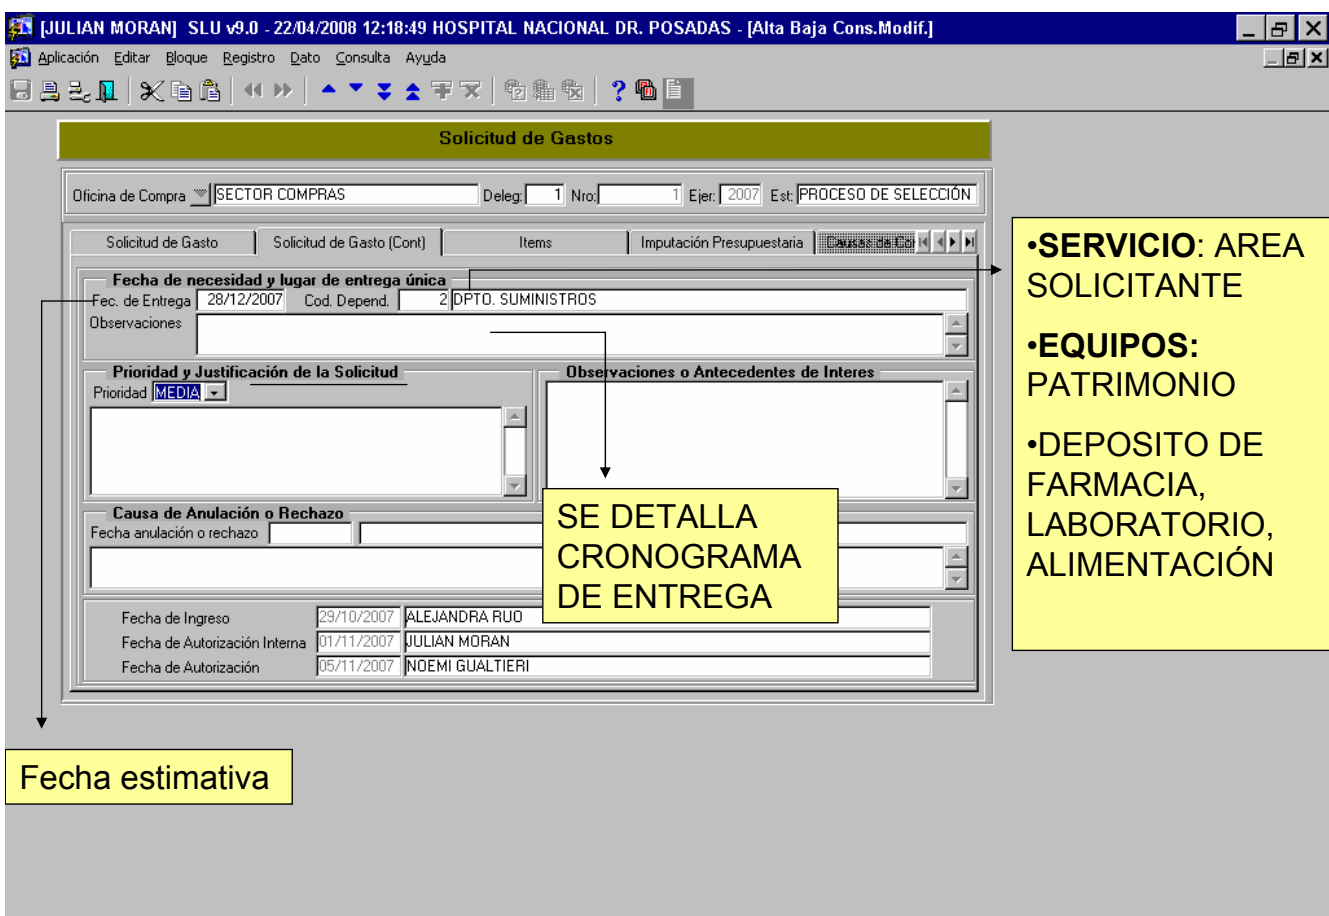 [JULIAN MORAN] SLU v9.0 - 22/04/2008 12:18:49 HOSPITAL NACIONAL DR. POSADAS - [Alta Baja Cons.Modif.]
Aplicación Editar Bloque Registro Dato Consulta Ayuda
Solicitud de Gastos
Oficina de Compra SECTOR COMPRAS Deleg: 1 Nro: 1 Ejer: 2007 Est: PROCESO DE SELECCIÓN
Solicitud de Gasto Solicitud de Gasto (Cont) Items Imputación Presupuestaria Causas de
Fecha de necesidad y lugar de entrega única
Fec. de Entrega 28/12/2007 Cod. Depend. 2 DPTO. SUMINISTROS
Observaciones
Prioridad y Justificación de la Solicitud
Prioridad MEDIA
Observaciones o Antecedentes de Interes
Causa de Anulación o Rechazo
Fecha anulación o rechazo
Fecha de Ingreso 29/10/2007 ALEJANDRA RUO
Fecha de Autorización Interna 01/11/2007 JULIAN MORAN
Fecha de Autorización 05/11/2007 NOEMI GUALTIERI
•SERVICIO: AREA
SOLICITANTE
•EQUIPOS:
PATRIMONIO
•DEPOSITO DE
FARMACIA,
LABORATORIO,
ALIMENTACIÓN
SE DETALLA
CRONOGRAMA
DE ENTREGA
Fecha estimativa